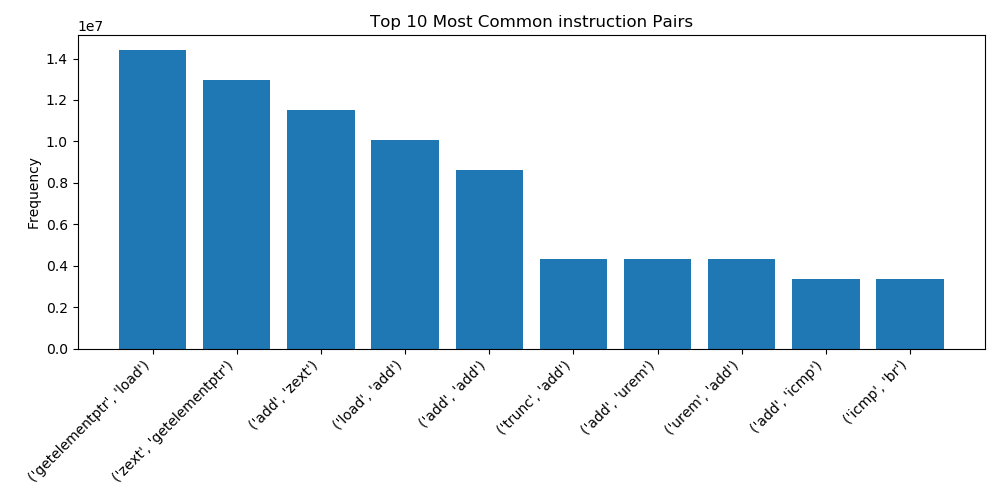 Top 10 Most Common instruction Pairs
1e7
Frequency
1.4
1.2
1.0
0.8
0.6
0.4
0.2
0.0
('getelementptr', 'load')
('zext', 'getelementptr')
('add', 'zext')
('load', 'add')
('add', 'add')
('trunc', 'add')
('add', 'urem')
('urem', 'add')
('add', 'icmp')
('icmp', 'br')